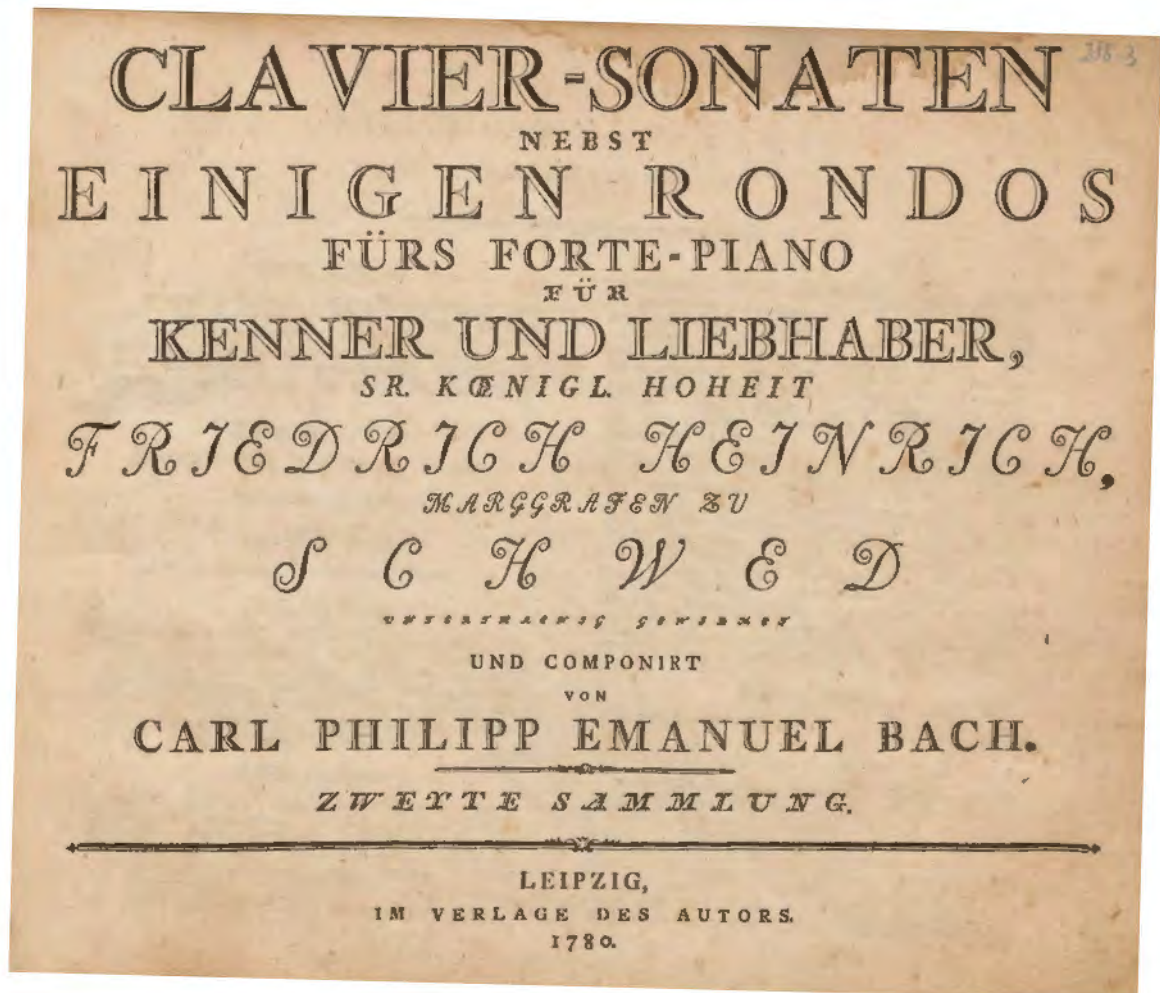 CLAVIER-SONATEN
NEBST
EINIGEN RONDOS
FÜRS FORTE-PIANO
FÜR
KENNER UND LIEBHABER,
SR. KŒNIGL. HOHEIT
FRIEDRICH HEINRICH,
MARGGRAFEN ZU
SCHWED
UNTERTHAENIG GEWIDMET
UND COMPONIRT
VON
CARL PHILIPP EMANUEL BACH.
ZWEYTE SAMMLUNG.
LEIPZIG,
IM VERLAGE DES AUTORS.
1780.